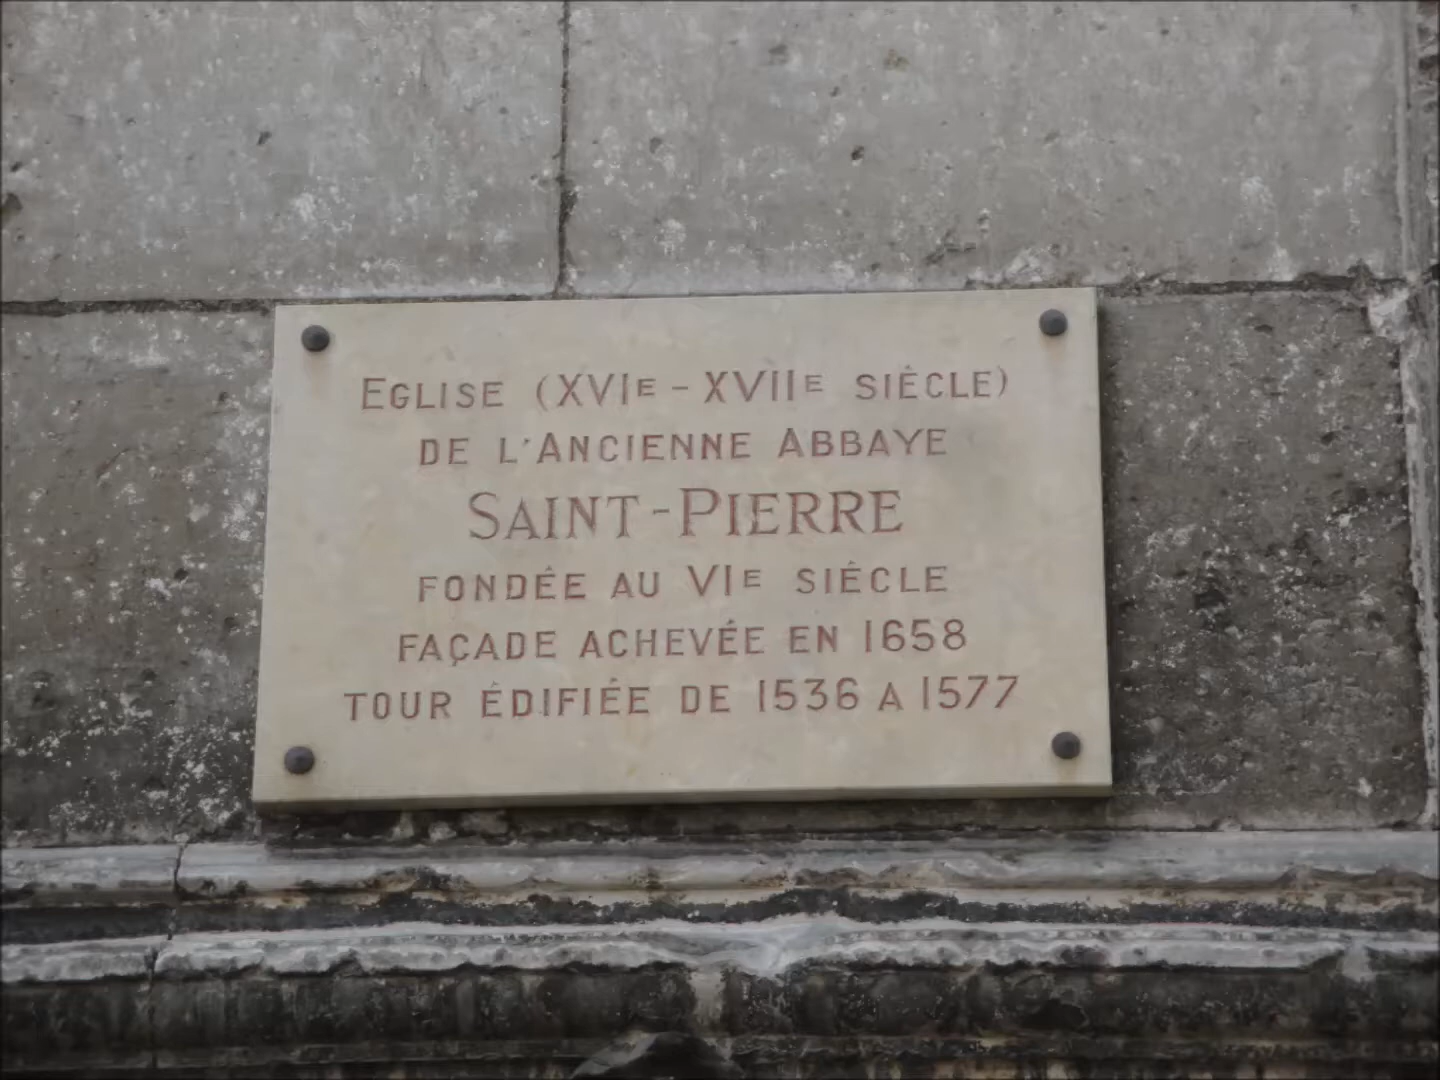 EGLISE (XVIE - XVIIE SIÈCLE)
DE L'ANCIENNE ABBAYE
SAINT-PIERRE
FONDÉE AU VIE SIÈCLE
FAÇADE ACHEVÉE EN 1658
TOUR ÉDIFIÉE DE 1536 A 1577